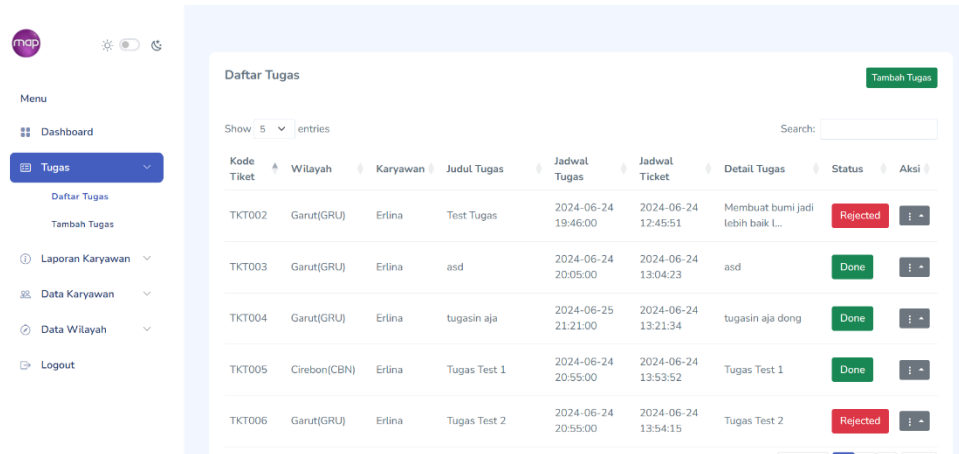 map
Menu
Dashboard
Tugas
Daftar Tugas
Tambah Tugas
Laporan Karyawan
Data Karyawan
Data Wilayah
Logout
Daftar Tugas
Tambah Tugas
Show 5 entries
Search:
Kode Tiket Wilayah Karyawan Judul Tugas Jadwal Tugas Jadwal Ticket Detail Tugas Status Aksi
TKT002 Garut(GRU) Erlina Test Tugas 2024-06-24 19:46:00 2024-06-24 12:45:51 Membuat bumi jadi lebih baik l... Rejected
TKT003 Garut(GRU) Erlina asd 2024-06-24 20:05:00 2024-06-24 13:04:23 asd Done
TKT004 Garut(GRU) Erlina tugasin aja 2024-06-25 21:21:00 2024-06-24 13:21:34 tugasin aja dong Done
TKT005 Cirebon(CBN) Erlina Tugas Test 1 2024-06-24 20:55:00 2024-06-24 13:53:52 Tugas Test 1 Done
TKT006 Garut(GRU) Erlina Tugas Test 2 2024-06-24 20:55:00 2024-06-24 13:54:15 Tugas Test 2 Rejected